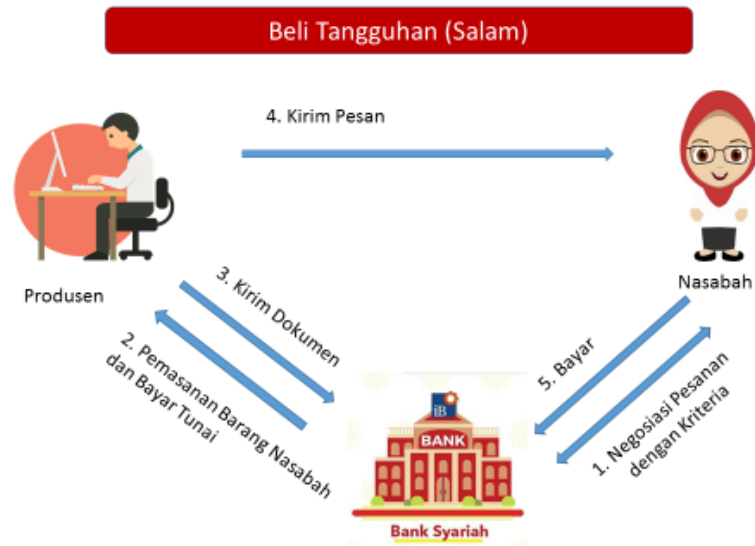 Beli Tangguhan (Salam)
4. Kirim Pesan
Produsen
Nasabah
3. Kirim Dokumen
2. Pemasanan Barang Nasabah
dan Bayar Tunai
5. Bayar
1. Negosiasi Pesanan
dengan Kriteria
iB
BANK
Bank Syariah